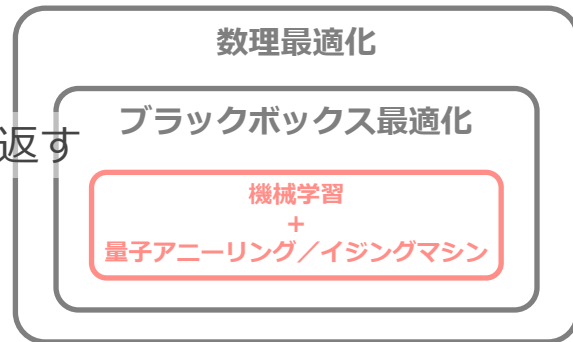 数理最適化
ブラックボックス最適化
返す
機械学習
+
量子アニーリング／イジングマシン